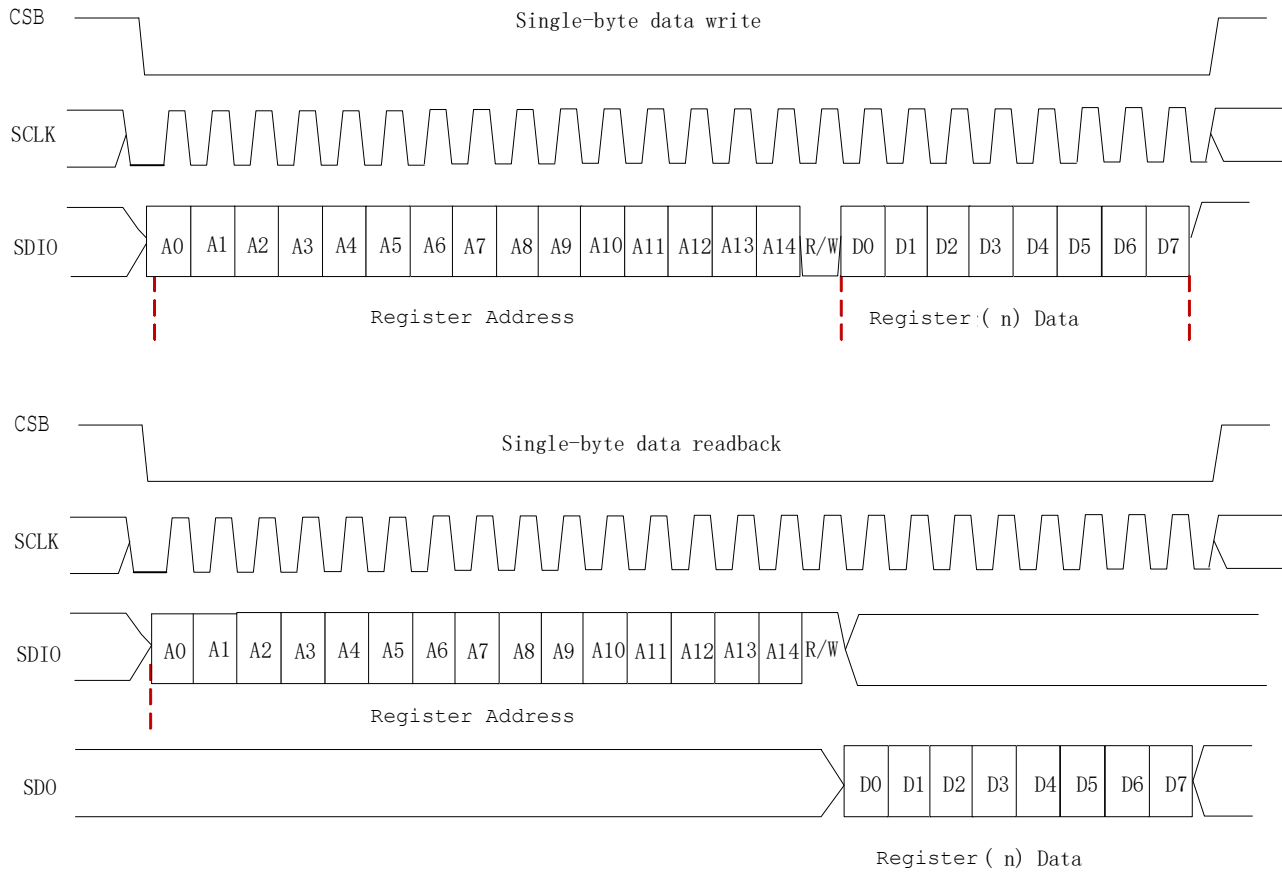 CSB
Single-byte data write
SCLK
SDIO
A0 A1 A2 A3 A4 A5 A6 A7 A8 A9 A10 A11 A12 A13 A14 R/W D0 D1 D2 D3 D4 D5 D6 D7
Register Address
Register( n) Data
CSB
Single-byte data readback
SCLK
SDIO
A0 A1 A2 A3 A4 A5 A6 A7 A8 A9 A10 A11 A12 A13 A14 R/W
Register Address
SDO
D0 D1 D2 D3 D4 D5 D6 D7
Register( n) Data